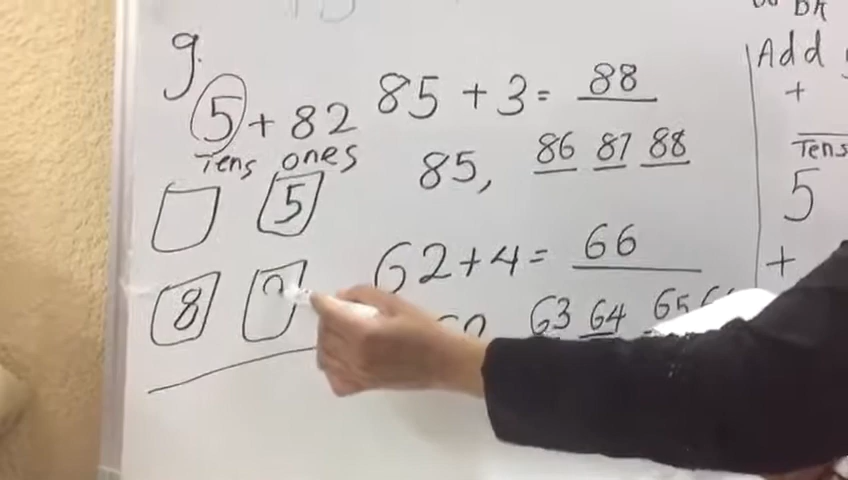 g.
5 + 82
Tens ones
5
8
85 + 3 = 88
85, 86 87 88
62 + 4 = 66
63 64 65
Add
+
Tens
5
+